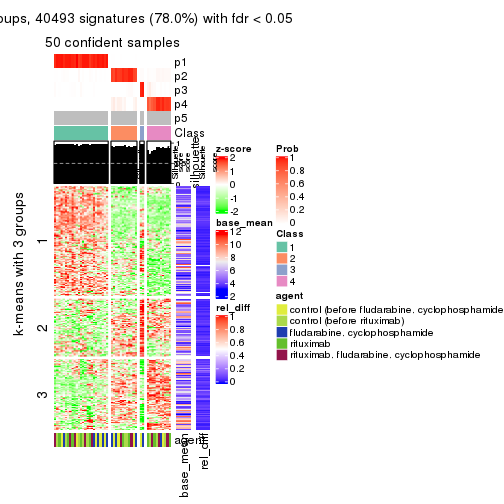 oups, 40493 signatures (78.0%) with fdr < 0.05
50 confident samples
p1
p2
p3
p4
p5
Class
silhouette
1
2
3
k-means with 3 groups
agent
base_mean
rel_diff
z-score
2
1
0
-1
-2
base_mean
12
10
8
6
4
2
rel_diff
1
0.8
0.6
0.4
0.2
0
Prob
1
0.8
0.6
0.4
0.2
0
Class
1
2
3
4
agent
control (before fludarabine. cyclophosphamide
control (before rituximab)
fludarabine. cyclophosphamide
rituximab
rituximab. fludarabine. cyclophosphamide